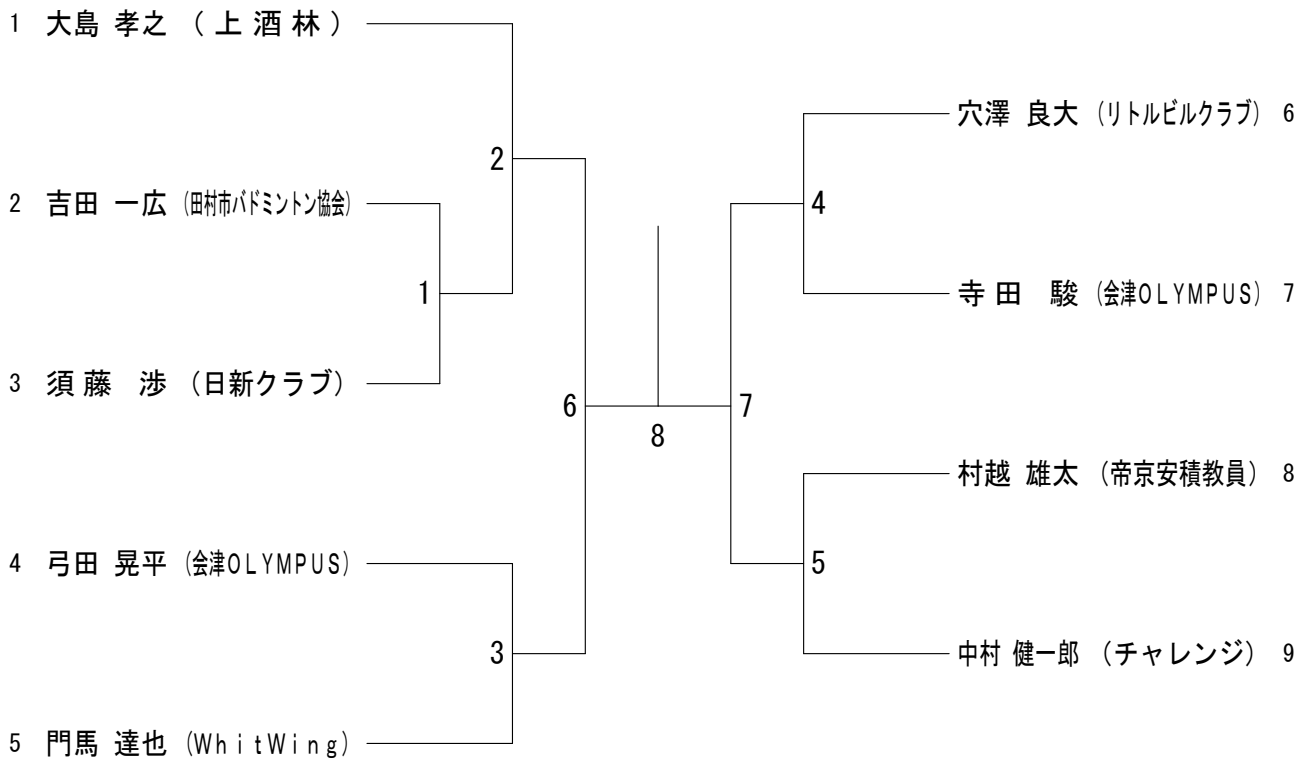 1 大島 孝之 （上 酒 林）
2 吉田 一広 (田村市バドミントン協会)
3 須 藤 渉 （日新クラブ）
4 弓田 晃平 (会津OLYMPUS)
5 門馬 達也 (WhitWing)
1
2
3
6
8
7
4
5
穴澤 良大 (リトルビルクラブ) 6
寺 田 駿 (会津OLYMPUS) 7
村越 雄太 （帝京安積教員） 8
中村 健一郎 （チャレンジ） 9